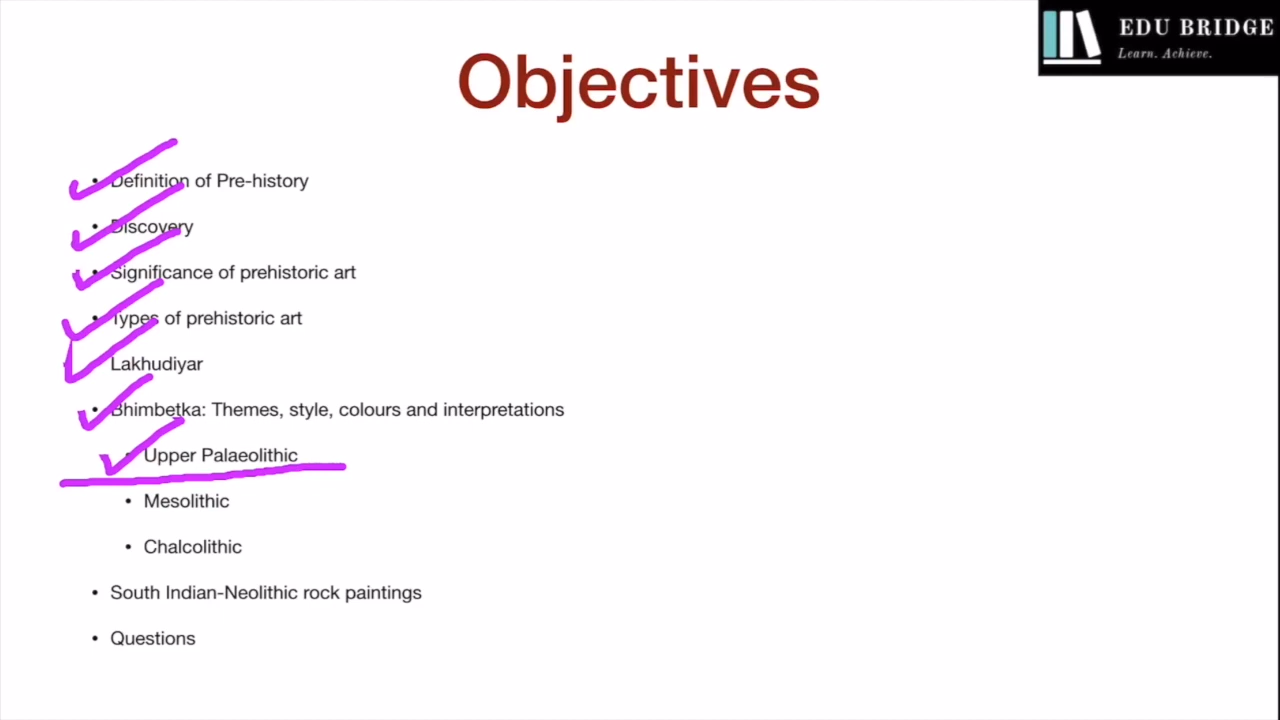 EDU BRIDGE
Learn. Achieve.
Objectives
• Definition of Pre-history
• Discovery
• Significance of prehistoric art
• Types of prehistoric art
Lakhudiyar
• Bhimbetka: Themes, style, colours and interpretations
• Upper Palaeolithic
• Mesolithic
• Chalcolithic
• South Indian-Neolithic rock paintings
• Questions